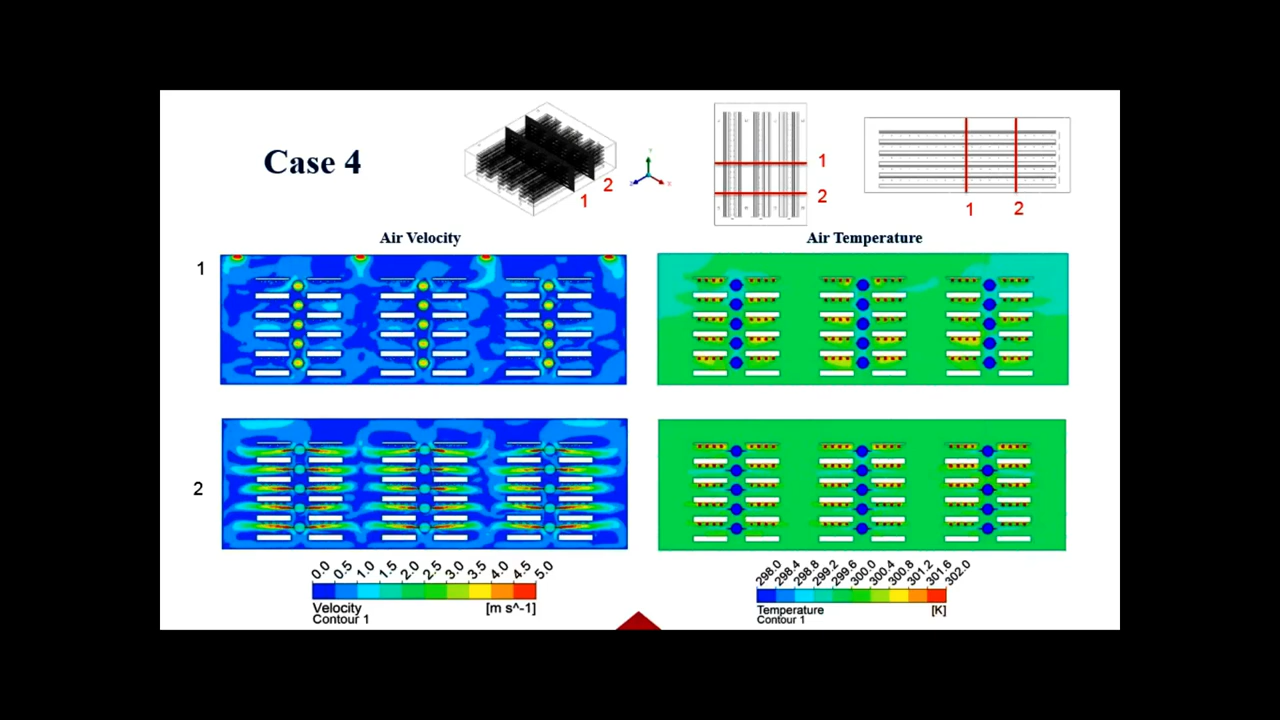 Case 4
1
2
1
2
1
2
Air Velocity
Air Temperature
1
2
0.0 0.5 1.0 1.5 2.0 2.5 3.0 3.5 4.0 4.5 5.0
Velocity [m s^-1]
Contour 1
298.0 298.4 298.8 299.2 299.6 300.0 300.4 300.8 301.2 301.6 302.0
Temperature [K]
Contour 1